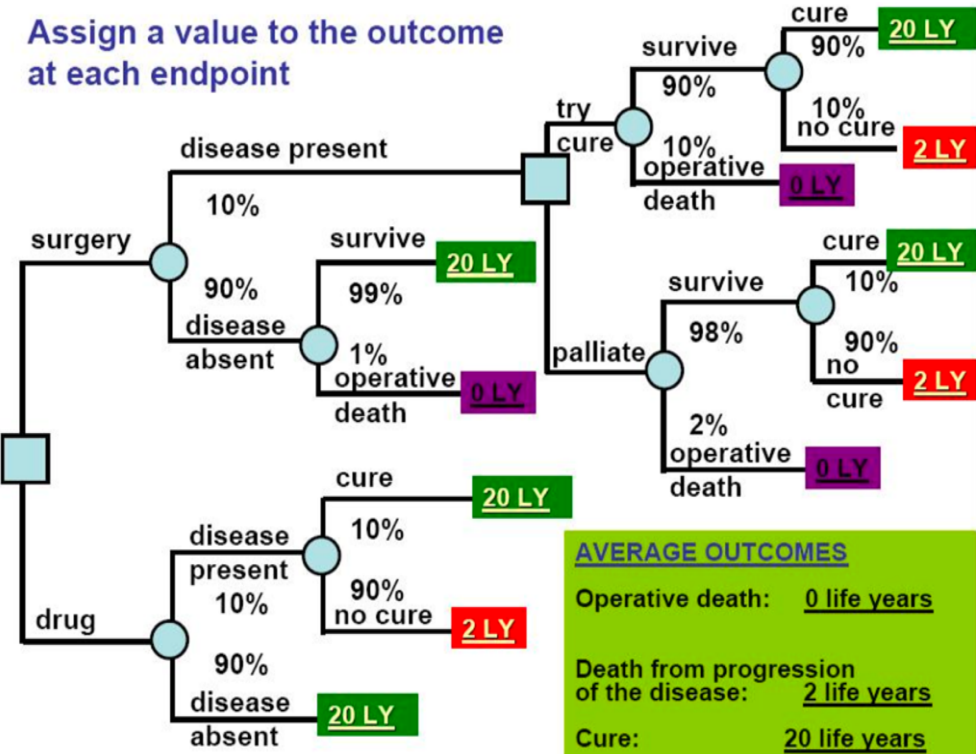 Assign a value to the outcome
at each endpoint
surgery
disease present
10%
90%
disease
absent
survive
99%
20 LY
1%
operative
death
0 LY
try
cure
survive
90%
cure
90%
20 LY
10%
no cure
2 LY
10%
operative
death
0 LY
palliate
survive
98%
cure
10%
20 LY
90%
no
cure
2 LY
2%
operative
death
0 LY
drug
disease
present
10%
cure
10%
20 LY
90%
no cure
2 LY
90%
disease
absent
20 LY
AVERAGE OUTCOMES
Operative death: 0 life years
Death from progression
of the disease: 2 life years
Cure: 20 life years